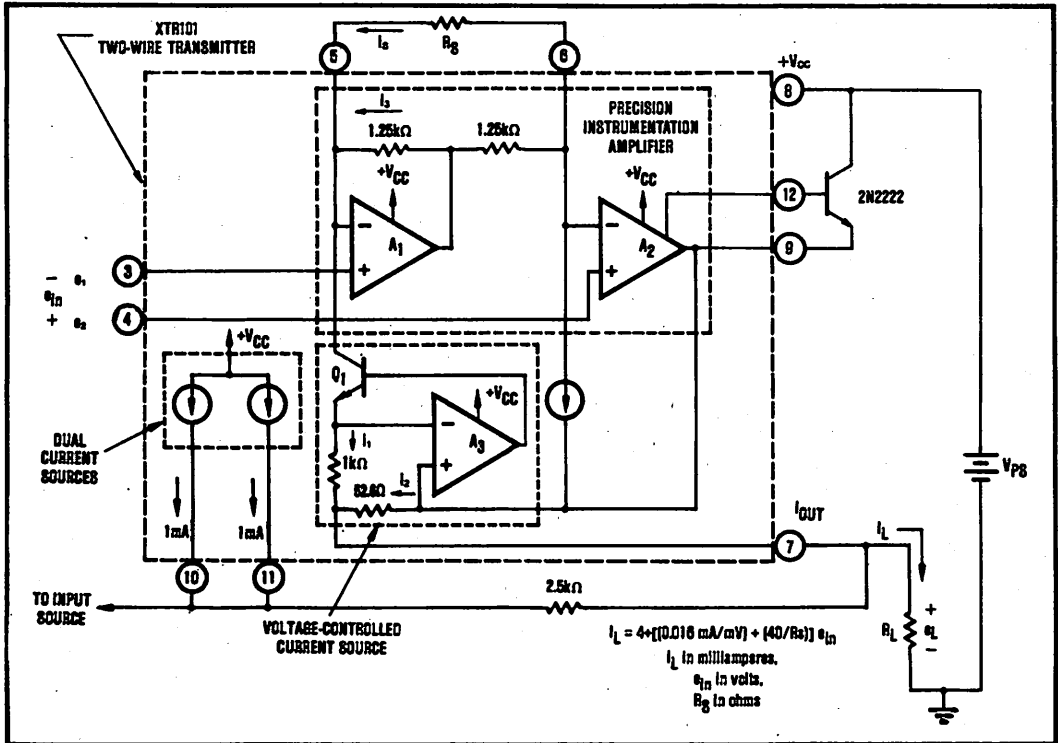 XTR101
TWO-WIRE TRANSMITTER
RS
IS
5
6
+VCC
8
I3
1.25kΩ
1.25kΩ
PRECISION
INSTRUMENTATION
AMPLIFIER
+VCC
+VCC
12
2N2222
−
A1
+
−
A2
+
9
3
− e1
ein
+ e2
4
+VCC
Q1
+VCC
DUAL
CURRENT
SOURCES
I1
1kΩ
−
A3
+
I2
52.6Ω
VPS
1mA
1mA
IOUT
7
IL
10
11
2.5kΩ
TO INPUT
SOURCE
VOLTAGE-CONTROLLED
CURRENT SOURCE
IL = 4+[(0.016 mA/mV) + (40/Rs)] ein
IL in milliamperes,
ein in volts,
RS in ohms
RL
+
eL
−